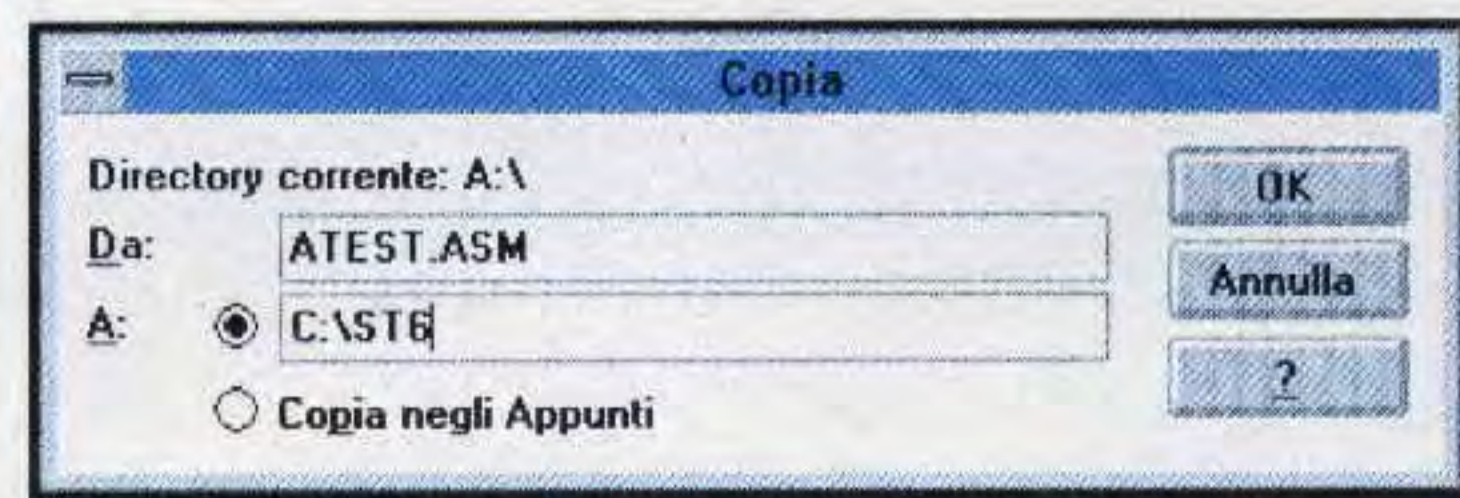 Copia
Directory corrente: A:\
OK
Da: ATEST.ASM
Annulla
A: C:\ST6
?
Copia negli Appunti